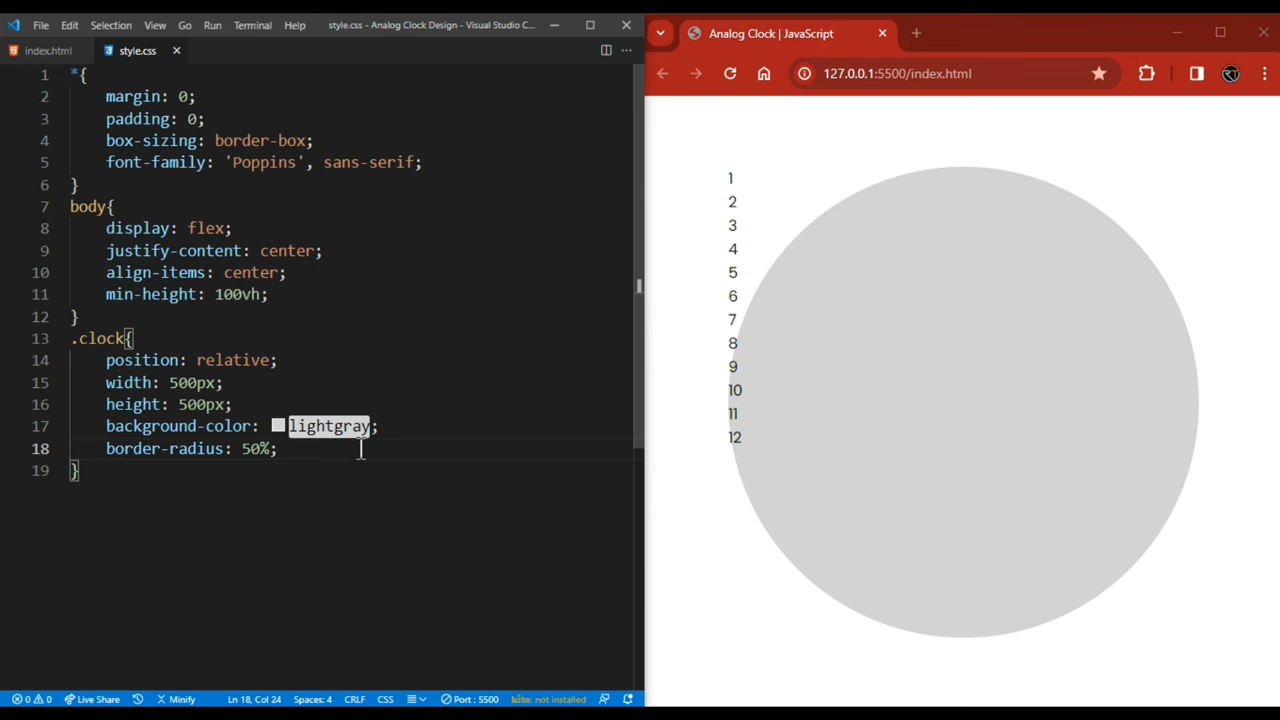 File Edit Selection View Go Run Terminal Help style.css - Analog Clock Design - Visual Studio C...
index.html style.css
1 *{
2 margin: 0;
3 padding: 0;
4 box-sizing: border-box;
5 font-family: 'Poppins', sans-serif;
6 }
7 body{
8 display: flex;
9 justify-content: center;
10 align-items: center;
11 min-height: 100vh;
12 }
13 .clock{
14 position: relative;
15 width: 500px;
16 height: 500px;
17 background-color: lightgray;
18 border-radius: 50%;
19 }
0 0 Live Share Minify Ln 18, Col 24 Spaces: 4 CRLF CSS Port : 5500 kite: not installed
Analog Clock | JavaScript
127.0.0.1:5500/index.html
1
2
3
4
5
6
7
8
9
10
11
12